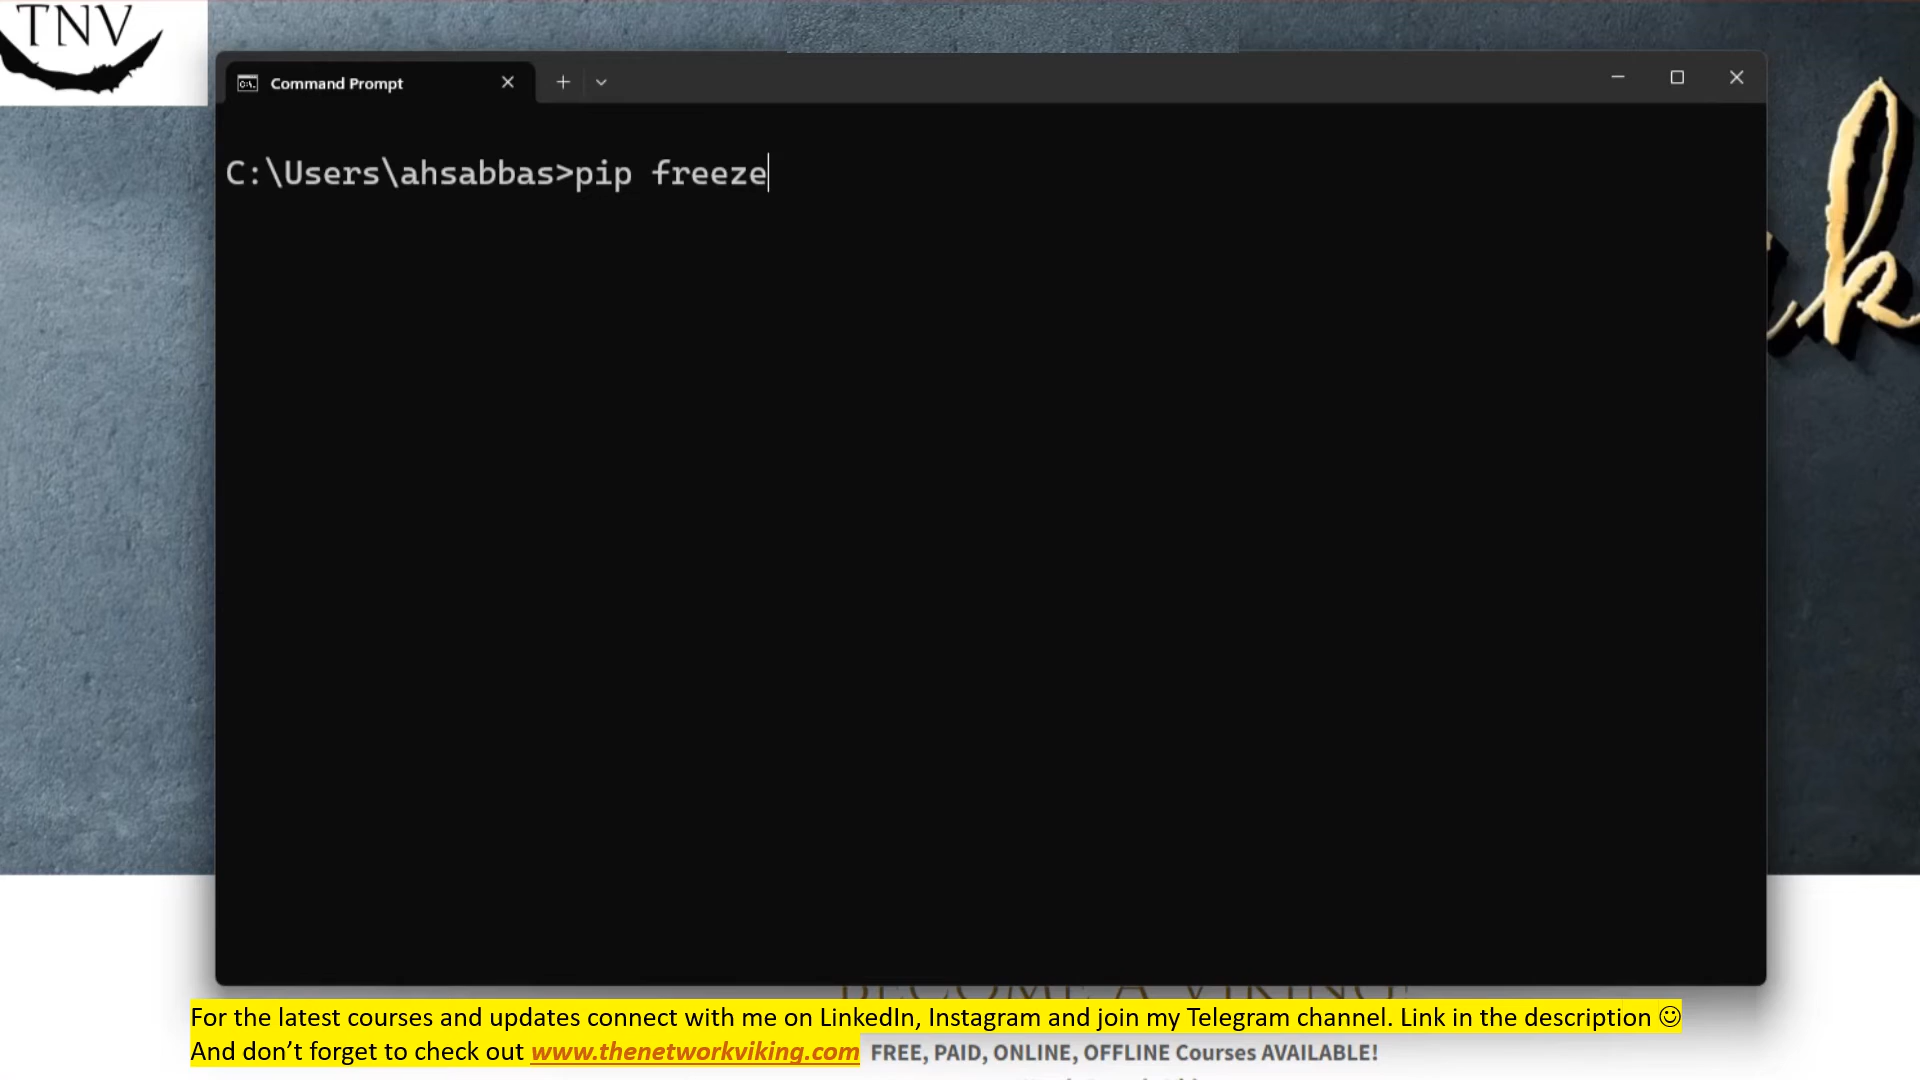 TNV
Command Prompt
C:\Users\ahsabbas>pip freeze
k
BECOME A VIKING!
For the latest courses and updates connect with me on LinkedIn, Instagram and join my Telegram channel. Link in the description ☺
And don’t forget to check out www.thenetworkviking.com FREE, PAID, ONLINE, OFFLINE Courses AVAILABLE!